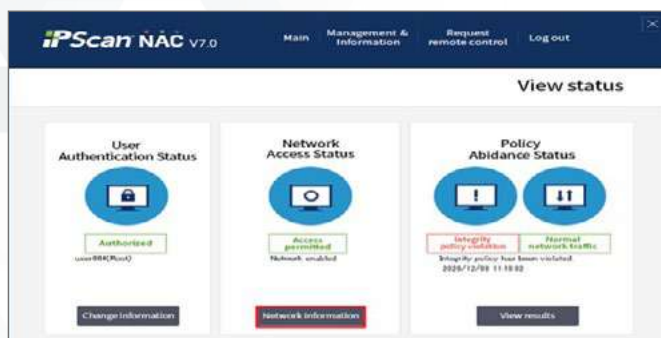 iPScan NAC V7.0
Main
Management &
Information
Request
remote control
Log out
View status
User
Authentication Status
Authorized
Change Information
Network
Access Status
Access
permitted
Network enabled
Network Information
Policy
Abidance Status
Integrity
policy violation
Normal
network traffic
Integrity policy has been violated.
View results